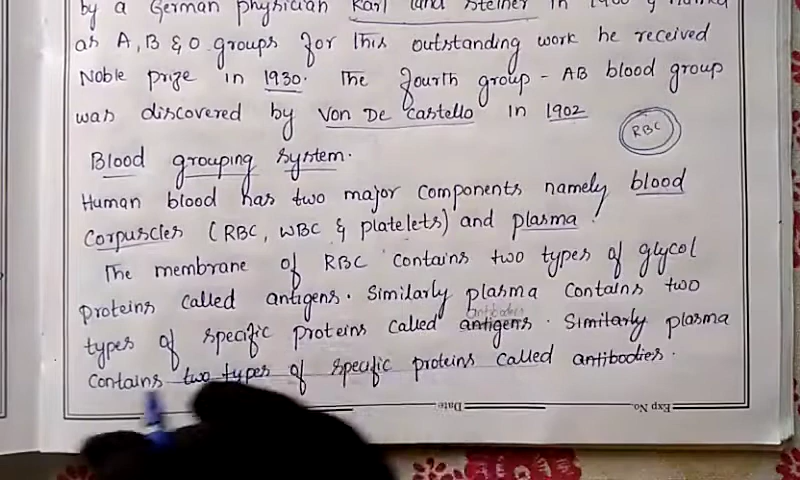 by a German physician Karl Land Steiner in 1900 &
as A, B & O groups for this outstanding work he received
Noble prize in 1930. The fourth group - AB blood group
was discovered by Von De Castello in 1902
RBC
Blood grouping system.
Human blood has two major components namely blood
Corpuscles (RBC, WBC & platelets) and plasma.
The membrane of RBC contains two types of glycol
proteins called antigens. Similarly plasma contains two
antibodies
types of specific proteins called antigens. Similarly plasma
contains two types of specific proteins called antibodies.
Date:
Exp No.